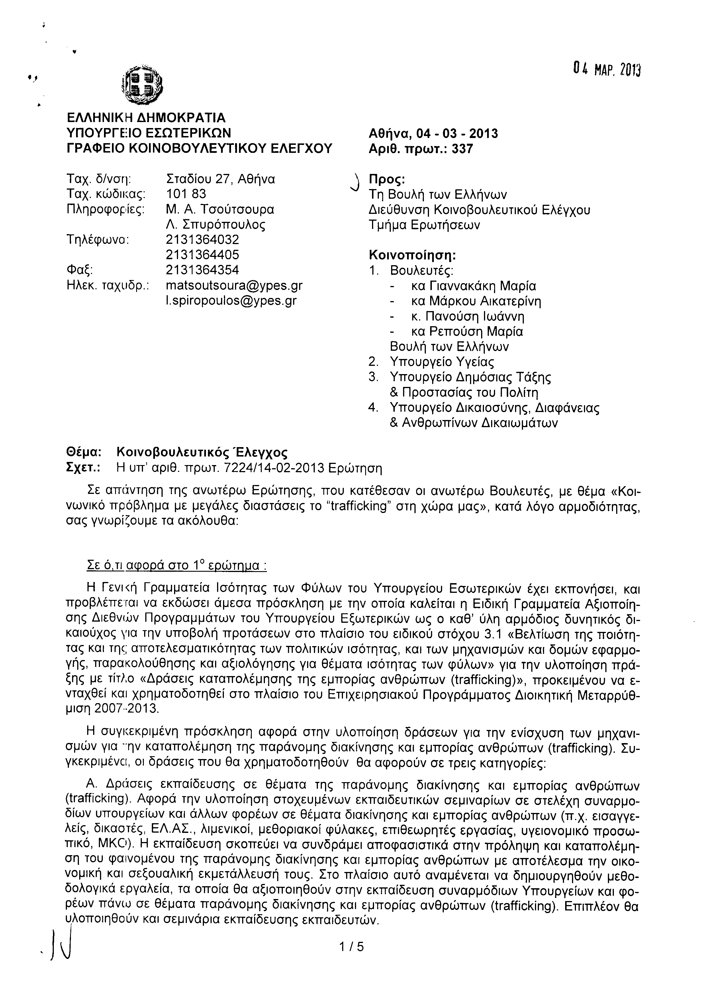 04 ΜΑΡ. 2013
ΕΛΛΗΝΙΚΗ ΔΗΜΟΚΡΑΤΙΑ
ΥΠΟΥΡΓΕΙΟ ΕΣΩΤΕΡΙΚΩΝ
ΓΡΑΦΕΙΟ ΚΟΙΝΟΒΟΥΛΕΥΤΙΚΟΥ ΕΛΕΓΧΟΥ
Αθήνα, 04 - 03 - 2013
Αριθ. πρωτ.: 337
Ταχ. δ/νση: Σταδίου 27, Αθήνα
Ταχ. κώδικας: 101 83
Πληροφορίες: Μ. Α. Τσούτσουρα
Λ. Σπυρόπουλος
Τηλέφωνα: 2131364032
2131364405
Φαξ: 2131364354
Ηλεκ. ταχυδρ.: matsoutsoura@ypes.gr
l.spiropoulos@ypes.gr
Προς:
Τη Βουλή των Ελλήνων
Διεύθυνση Κοινοβουλευτικού Ελέγχου
Τμήμα Ερωτήσεων
Κοινοποίηση:
1. Βουλευτές:
- κα Γιαννακάκη Μαρία
- κα Μάρκου Αικατερίνη
- κ. Πανούση Ιωάννη
- κα Ρεπούση Μαρία
Βουλή των Ελλήνων
2. Υπουργείο Υγείας
3. Υπουργείο Δημόσιας Τάξης
& Προστασίας του Πολίτη
4. Υπουργείο Δικαιοσύνης, Διαφάνειας
& Ανθρωπίνων Δικαιωμάτων
Θέμα: Κοινοβουλευτικός Έλεγχος
Σχετ.: Η υπ' αριθ. πρωτ. 7224/14-02-2013 Ερώτηση
Σε απάντηση της ανωτέρω Ερώτησης, που κατέθεσαν οι ανωτέρω Βουλευτές, με θέμα «Κοι-
νωνικό πρόβλημα με μεγάλες διαστάσεις το “trafficking” στη χώρα μας», κατά λόγο αρμοδιότητας,
σας γνωρίζουμε τα ακόλουθα:
Σε ό,τι αφορά στο 1° ερώτημα :
Η Γενική Γραμματεία Ισότητας των Φύλων του Υπουργείου Εσωτερικών έχει εκπονήσει, και
προβλέπεται να εκδώσει άμεσα πρόσκληση με την οποία καλείται η Ειδική Γραμματεία Αξιοποίη-
σης Διεθνών Προγραμμάτων του Υπουργείου Εξωτερικών ως ο καθ' ύλη αρμόδιος δυνητικός δι-
καιούχος για την υποβολή προτάσεων στο πλαίσιο του ειδικού στόχου 3.1 «Βελτίωση της ποιότη-
τας και της αποτελεσματικότητας των πολιτικών ισότητας, και των μηχανισμών και δομών εφαρμο-
γής, παρακολούθησης και αξιολόγησης για θέματα ισότητας των φύλων» για την υλοποίηση πρά-
ξης με τίτλο «Δράσεις καταπολέμησης της εμπορίας ανθρώπων (trafficking)», προκειμένου να ε-
νταχθεί και χρηματοδοτηθεί στο πλαίσιο του Επιχειρησιακού Προγράμματος Διοικητική Μεταρρύθ-
μιση 2007-2013.
Η συγκεκριμένη πρόσκληση αφορά στην υλοποίηση δράσεων για την ενίσχυση των μηχανι-
σμών για την καταπολέμηση της παράνομης διακίνησης και εμπορίας ανθρώπων (trafficking). Συ-
γκεκριμένα, οι δράσεις που θα χρηματοδοτηθούν θα αφορούν σε τρεις κατηγορίες:
Α. Δράσεις εκπαίδευσης σε θέματα της παράνομης διακίνησης και εμπορίας ανθρώπων
(trafficking). Αφορά την υλοποίηση στοχευμένων εκπαιδευτικών σεμιναρίων σε στελέχη συναρμο-
δίων υπουργείων και άλλων φορέων σε θέματα διακίνησης και εμπορίας ανθρώπων (π.χ. εισαγγε-
λείς, δικαστές, ΕΛ.ΑΣ., λιμενικοί, μεθοριακοί φύλακες, επιθεωρητές εργασίας, υγειονομικό προσω-
πικό, ΜΚΟ). Η εκπαίδευση σκοπεύει να συνδράμει αποφασιστικά στην πρόληψη και καταπολέμη-
ση του φαινομένου της παράνομης διακίνησης και εμπορίας ανθρώπων με αποτέλεσμα την οικο-
νομική και σεξουαλική εκμετάλλευσή τους. Στο πλαίσιο αυτό αναμένεται να δημιουργηθούν μεθο-
δολογικά εργαλεία, τα οποία θα αξιοποιηθούν στην εκπαίδευση συναρμόδιων Υπουργείων και φο-
ρέων πάνω σε θέματα παράνομης διακίνησης και εμπορίας ανθρώπων (trafficking). Επιπλέον θα
υλοποιηθούν και σεμινάρια εκπαίδευσης εκπαιδευτών.
1 / 5